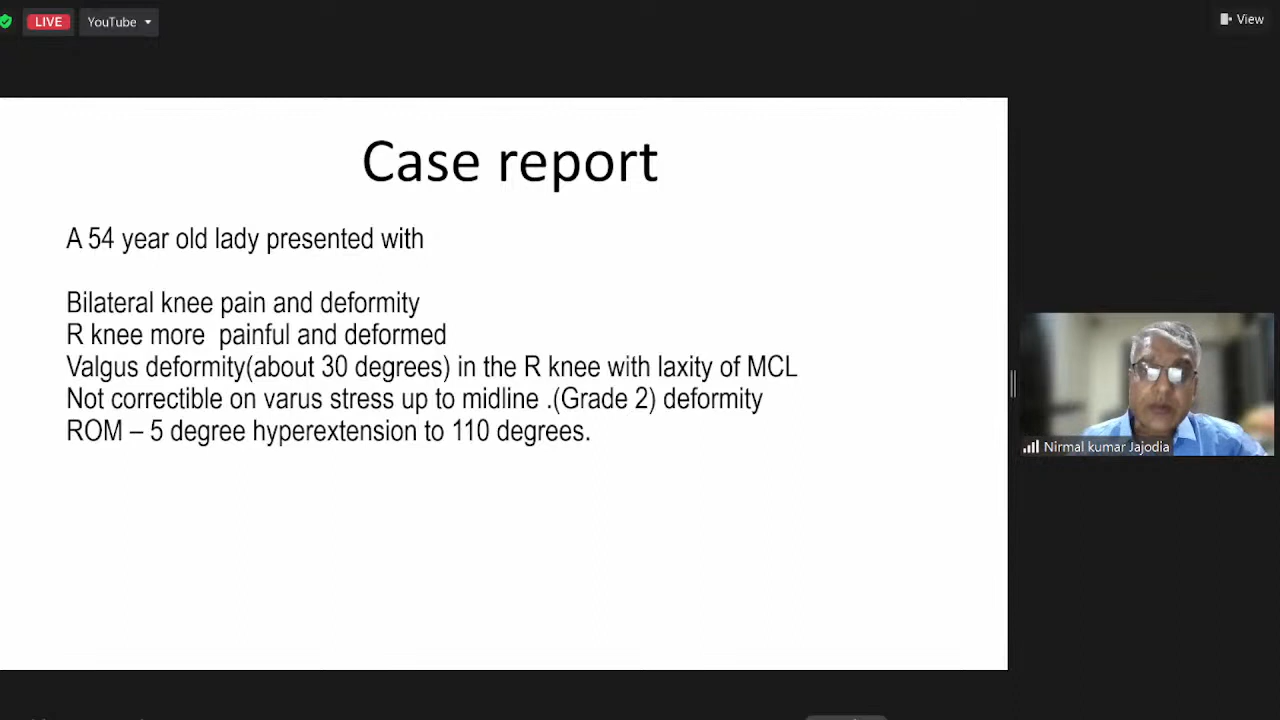 LIVE
YouTube
View
Case report
A 54 year old lady presented with
Bilateral knee pain and deformity
R knee more  painful and deformed
Valgus deformity(about 30 degrees) in the R knee with laxity of MCL
Not correctible on varus stress up to midline .(Grade 2) deformity
ROM – 5 degree hyperextension to 110 degrees.
Nirmal kumar Jajodia